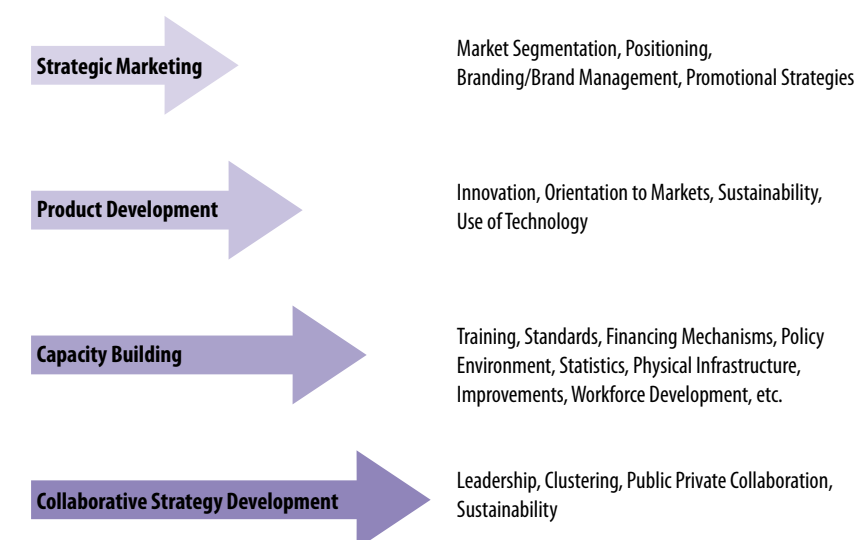 Strategic Marketing
Market Segmentation, Positioning,
Branding/Brand Management, Promotional Strategies
Product Development
Innovation, Orientation to Markets, Sustainability,
Use of Technology
Capacity Building
Training, Standards, Financing Mechanisms, Policy
Environment, Statistics, Physical Infrastructure,
Improvements, Workforce Development, etc.
Collaborative Strategy Development
Leadership, Clustering, Public Private Collaboration,
Sustainability